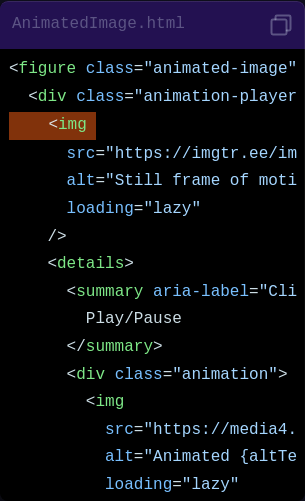 AnimatedImage.html
<figure class="animated-image"
<div class="animation-player
<img
src="https://imgtr.ee/im
alt="Still frame of moti
loading="lazy"
/>
<details>
<summary aria-label="Cli
Play/Pause
</summary>
<div class="animation">
<img
src="https://media4.
alt="Animated {altTe
loading="lazy"